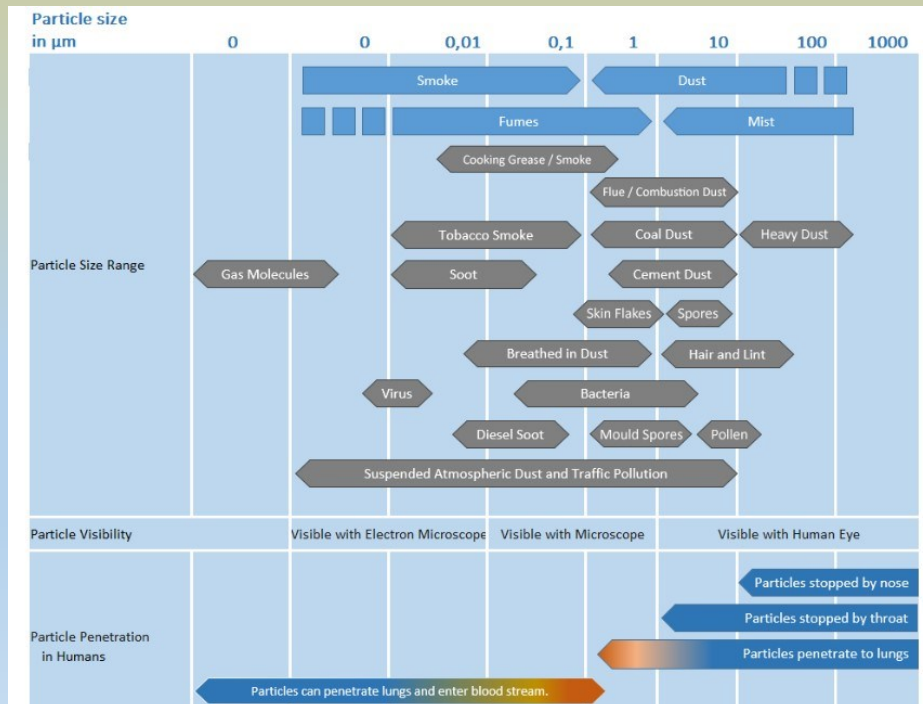 Particle size
in µm
0 0 0,01 0,1 1 10 100 1000
Smoke Dust
Fumes Mist
Cooking Grease / Smoke
Flue / Combustion Dust
Tobacco Smoke Coal Dust Heavy Dust
Particle Size Range
Gas Molecules Soot Cement Dust
Skin Flakes Spores
Breathed in Dust Hair and Lint
Virus Bacteria
Diesel Soot Mould Spores Pollen
Suspended Atmospheric Dust and Traffic Pollution
Particle Visibility Visible with Electron Microscope Visible with Microscope Visible with Human Eye
Particles stopped by nose
Particles stopped by throat
Particle Penetration
in Humans
Particles penetrate to lungs
Particles can penetrate lungs and enter blood stream.